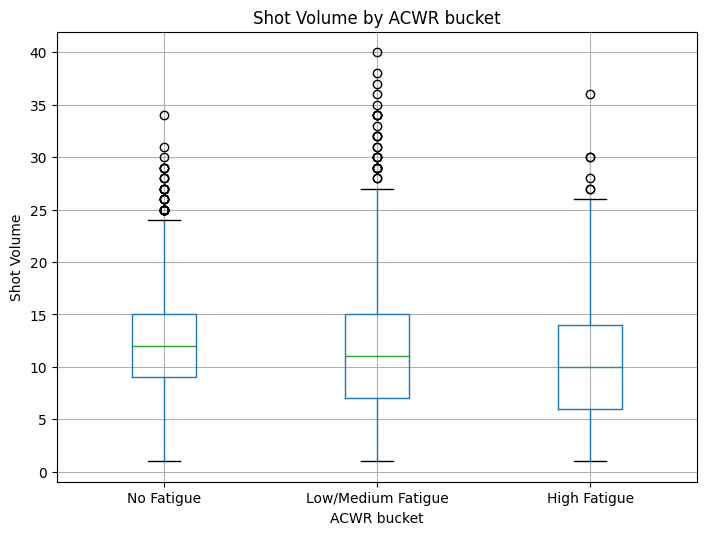 Shot Volume by ACWR bucket
40
35
30
25
20
15
10
5
0
Shot Volume
No Fatigue
Low/Medium Fatigue
High Fatigue
ACWR bucket